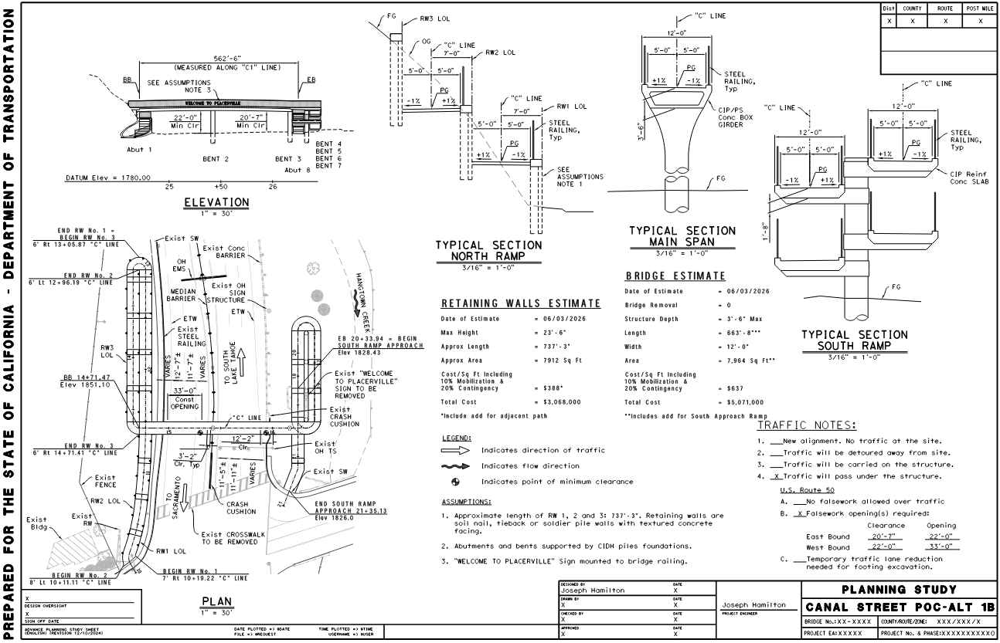 PREPARED FOR THE STATE OF CALIFORNIA - DEPARTMENT OF TRANSPORTATION
Dist COUNTY ROUTE POST MILE
X X X X
562'-6"
(MEASURED ALONG "C1" LINE)
BB
EB
SEE ASSUMPTIONS
NOTE 3
WELCOME TO PLACERVILLE
22'-0"
Min Clr
20'-7"
Min Clr
Abut 1
BENT 2
BENT 3
BENT 4
BENT 5
BENT 6
BENT 7
Abut 8
DATUM Elev = 1780.00
25
+50
26
ELEVATION
1" = 30'
FG
RW3 LOL
OG
"C" LINE
7'-0"
RW2 LOL
5'-0" 5'-0"
PG
-1% +1%
"C" LINE
7'-0"
RW1 LOL
5'-0" 5'-0"
STEEL
RAILING,
Typ
PG
+1% -1%
SEE
ASSUMPTIONS
NOTE 1
TYPICAL SECTION
NORTH RAMP
3/16" = 1'-0"
"C" LINE
12'-0"
5'-0" 5'-0"
PG
+1% -1%
STEEL
RAILING,
Typ
CIP/PS
Conc BOX
GIRDER
3'-6"
FG
TYPICAL SECTION
MAIN SPAN
3/16" = 1'-0"
"C" LINE
12'-0"
5'-0" 5'-0"
PG
+1% -1%
STEEL
RAILING,
Typ
CIP Reinf
Conc SLAB
"C" LINE
12'-0"
5'-0" 5'-0"
PG
-1% +1%
1'-8"
FG
TYPICAL SECTION
SOUTH RAMP
3/16" = 1'-0"
END RW No. 1 =
BEGIN RW No. 3
6' Rt 13+05.87 "C" LINE
END RW No. 2
6' Lt 12+96.19 "C" LINE
Exist SW
Exist Conc
BARRIER
OH
EMS
Exist OH
SIGN
STRUCTURE
MEDIAN
BARRIER
ETW
ETW
Exist
STEEL
RAILING
HANGTOWN CREEK
RW3
LOL
VARIES
12'-7"±
11'-7"±
VARIES
TO SOUTH
LAKE TAHOE
BB 14+71.47
Elev 1851.10
33'-0"
Const
OPENING
"C" LINE
EB 20+33.94 = BEGIN
SOUTH RAMP APPROACH
Elev 1828.43
Exist "WELCOME
TO PLACERVILLE"
SIGN TO BE
REMOVED
Exist
CRASH
CUSHION
15
16
18
20
12'-2"
Clr
3'-2"
Clr, Typ
11'-5"±
11'-11"±
VARIES
Exist
OH TS
Exist SW
END RW No. 3
6' Rt 14+71.41 "C" LINE
Exist
FENCE
RW2 LOL
Exist
RW
Exist
Bldg
TO
SACRAMENTO
CRASH
CUSHION
21
END SOUTH RAMP
APPROACH 21+35.13
Elev 1826.0
Exist CROSSWALK
TO BE REMOVED
RW1 LOL
BEGIN RW No. 2
8' Lt 10+11.11 "C" LINE
BEGIN RW No. 1
7' Rt 10+19.22 "C" LINE
PLAN
1" = 30'
RETAINING WALLS ESTIMATE
Date of Estimate = 06/03/2026
Max Height = 23'-6"
Approx Length = 737'-3"
Approx Area = 7912 Sq Ft
Cost/Sq Ft Including
10% Mobilization &
20% Contingency = $388*
Total Cost = $3,068,000
*Include add for adjacent path
BRIDGE ESTIMATE
Date of Estimate = 06/03/2026
Bridge Removal = 0
Structure Depth = 3'-6" Max
Length = 663'-8"**
Width = 12'-0"
Area = 7,964 Sq Ft**
Cost/Sq Ft Including
10% Mobilization &
20% Contingency = $637
Total Cost = $5,071,000
**Includes add for South Approach Ramp
LEGEND:
Indicates direction of traffic
Indicates flow direction
Indicates point of minimum clearance
ASSUMPTIONS:
1. Approximate length of RW 1, 2 and 3: 737'-3". Retaining walls are
soil nail, tieback or soldier pile walls with textured concrete
facing.
2. Abutments and bents supported by CIDH piles foundations.
3. "WELCOME TO PLACERVILLE" Sign mounted to bridge railing.
TRAFFIC NOTES:
1. ___New alignment. No traffic at the site.
2. ___Traffic will be detoured away from site.
3. ___Traffic will be carried on the structure.
4. _X_Traffic will pass under the structure.
U.S. Route 50
A. ___No falsework allowed over traffic
B. _X_Falsework opening(s) required:
Clearance Opening
East Bound 20'-7" 22'-0"
West Bound 22'-0" 33'-0"
C. ___Temporary traffic lane reduction
needed for footing excavation.
X
DESIGN OVERSIGHT
X
SIGN OFF DATE
ADVANCE PLANNING STUDY SHEET
(ENGLISH) (REVISION 12/10/2024)
DATE PLOTTED => $DATE TIME PLOTTED => $TIME
FILE => $REQUEST USERNAME => $USER
DESIGNED BY DATE
Joseph Hamilton X
DRAWN BY DATE
X X
CHECKED BY DATE
X X
APPROVED DATE
X X
Joseph Hamilton
PROJECT ENGINEER
PLANNING STUDY
CANAL STREET POC-ALT 1B
BRIDGE No.: XX-XXXX COUNTY/ROUTE/ZONE: XXX/XXX/X
PROJECT EA: XXXXX PROJECT No. & PHASE: XXXXXXXXXX0